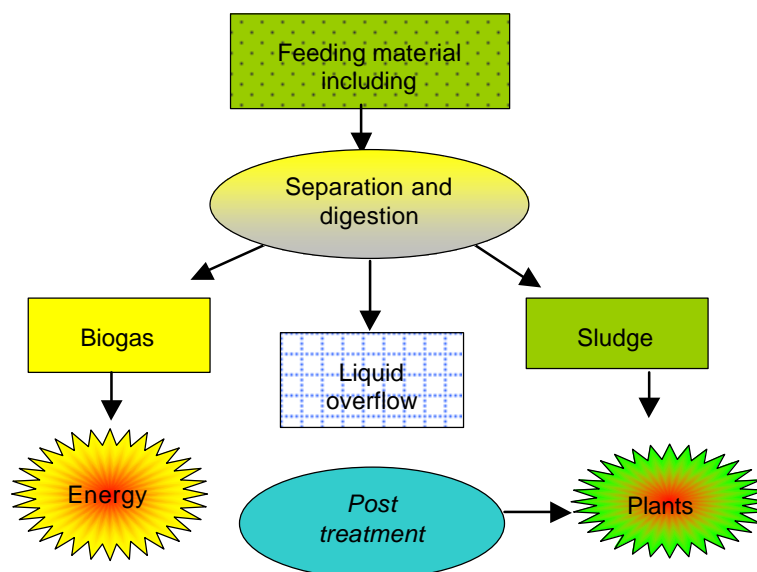 Feeding material
including
Separation and
digestion
Biogas
Liquid
overflow
Sludge
Energy
Post
treatment
Plants